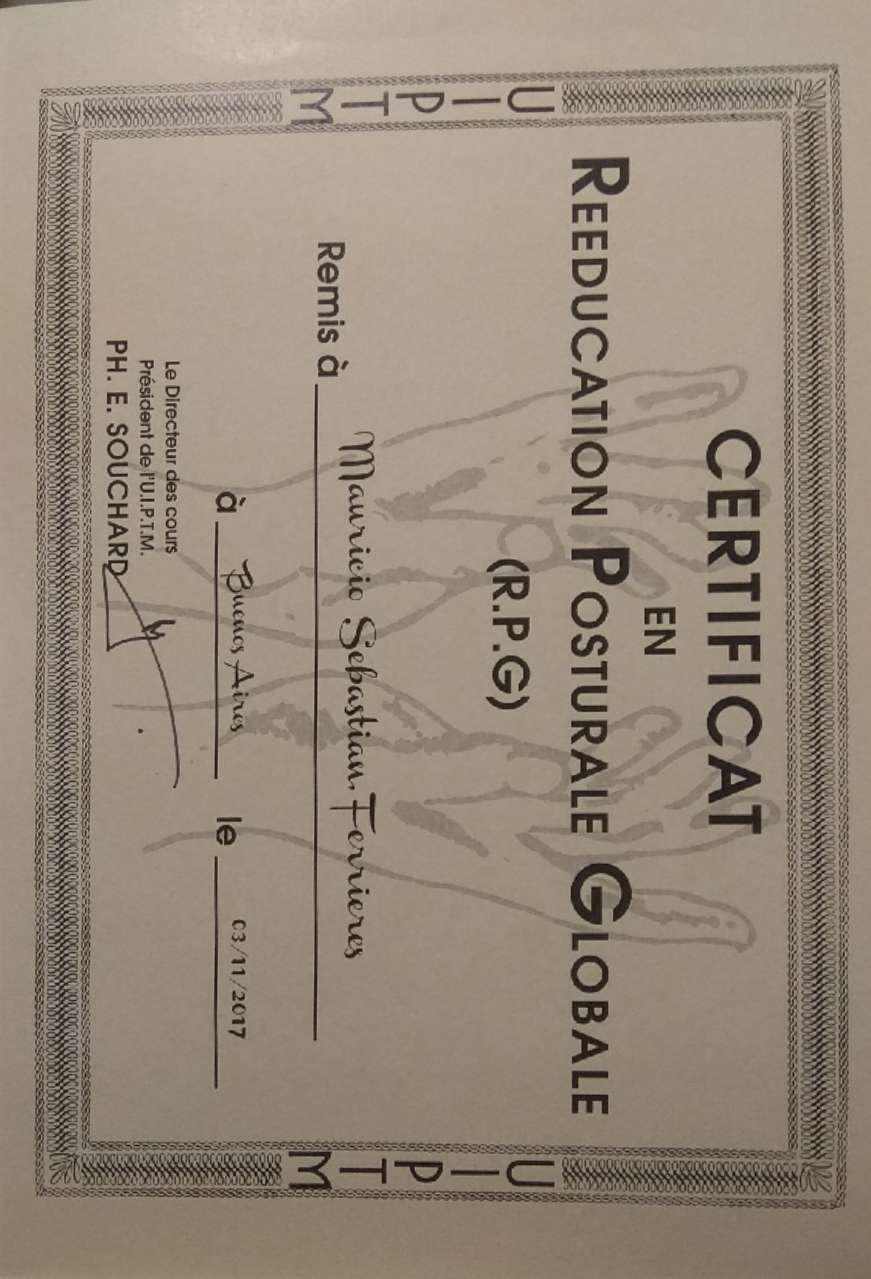 CERTIFICAT
EN
REEDUCATION POSTURALE GLOBALE
(R.P.G)
UIPTM
UIPTM
Remis à Mauricio Sebastian Ferrieres
à Buenos Aires le 03/11/2017
Le Directeur des cours
Président de l'U.I.P.T.M.
PH. E. SOUCHARD